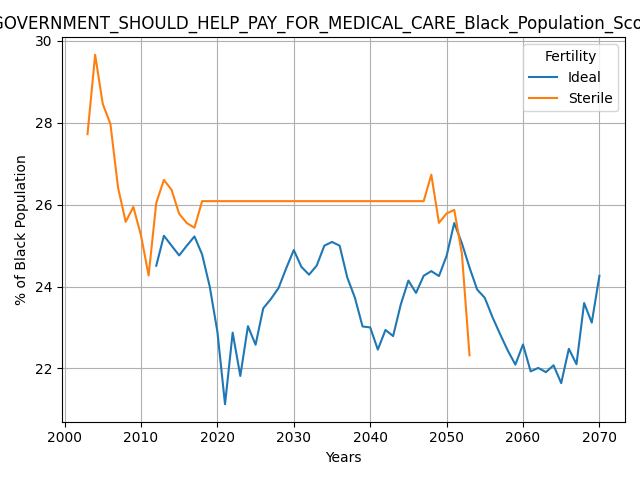 GOVERNMENT_SHOULD_HELP_PAY_FOR_MEDICAL_CARE_Black_Population_Sco
30
28
26
24
22
% of Black Population
Fertility
Ideal
Sterile
2000 2010 2020 2030 2040 2050 2060 2070
Years